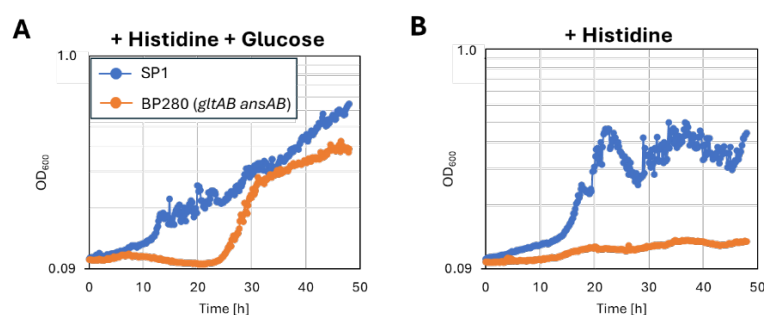 A
+ Histidine + Glucose
1.0
SP1
BP280 (gltAB ansAB)
OD600
0.09
0 10 20 30 40 50
Time [h]
B
+ Histidine
1.0
OD600
0.09
0 10 20 30 40 50
Time [h]